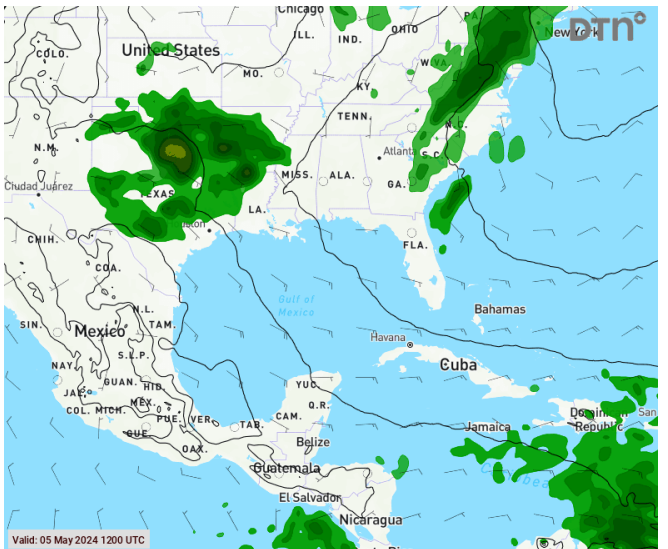 Chicago
COLO.
United States
ILL.
IND.
OHIO
PA
New York
DTN
MO.
KY
W.VA
TENN.
N.C.
N.M.
Atlanta
S.C.
Ciudad Juárez
TEXAS
MISS.
ALA.
GA.
LA.
CHIH.
FLA.
COA.
Gulf of
Mexico
Bahamas
N.L.
SIN.
Mexico
TAM.
Havana
S.L.P.
Cuba
NAY.
GUAN.
HID.
YUC.
JAL.
MEX.
Q.R.
COL.
MICH.
PUE.
VER.
TAB.
CAM.
Jamaica
Dominican
Republic
San
GUE.
OAX.
Belize
Guatemala
El Salvador
Nicaragua
Valid: 05 May 2024 1200 UTC